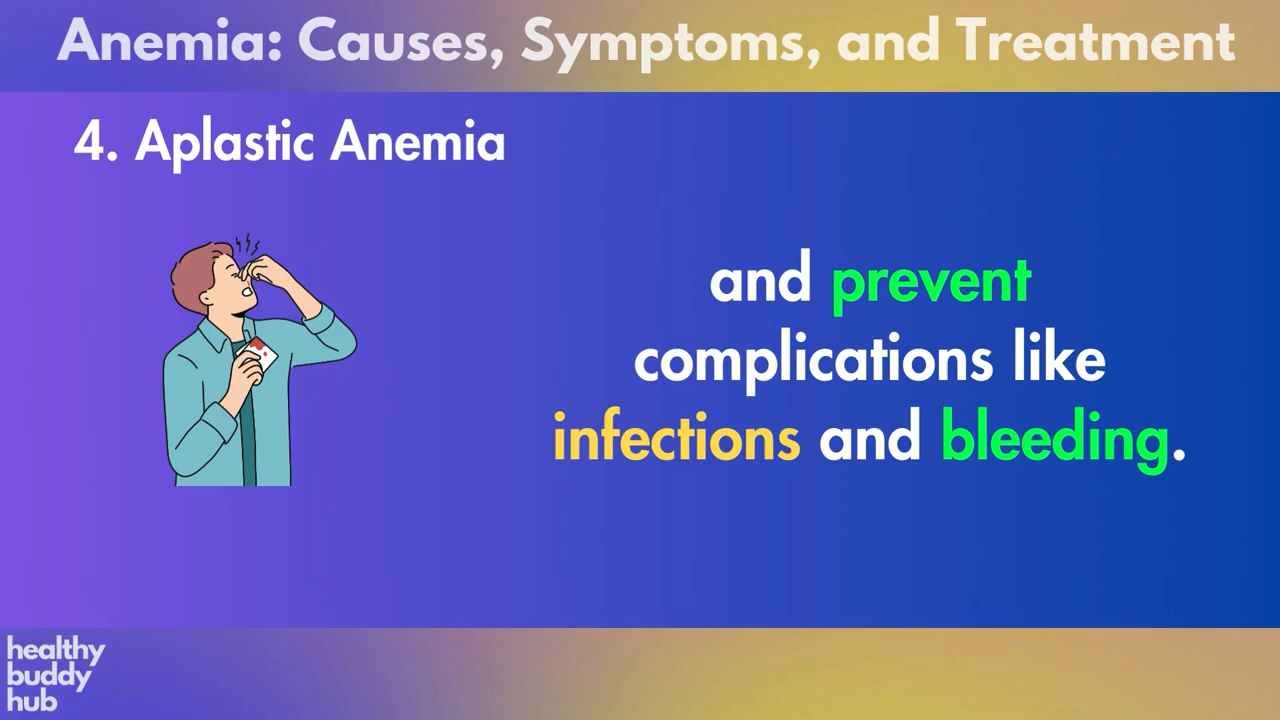 Anemia: Causes, Symptoms, and Treatment
4. Aplastic Anemia
and prevent
complications like
infections and bleeding.
healthy
buddy
hub